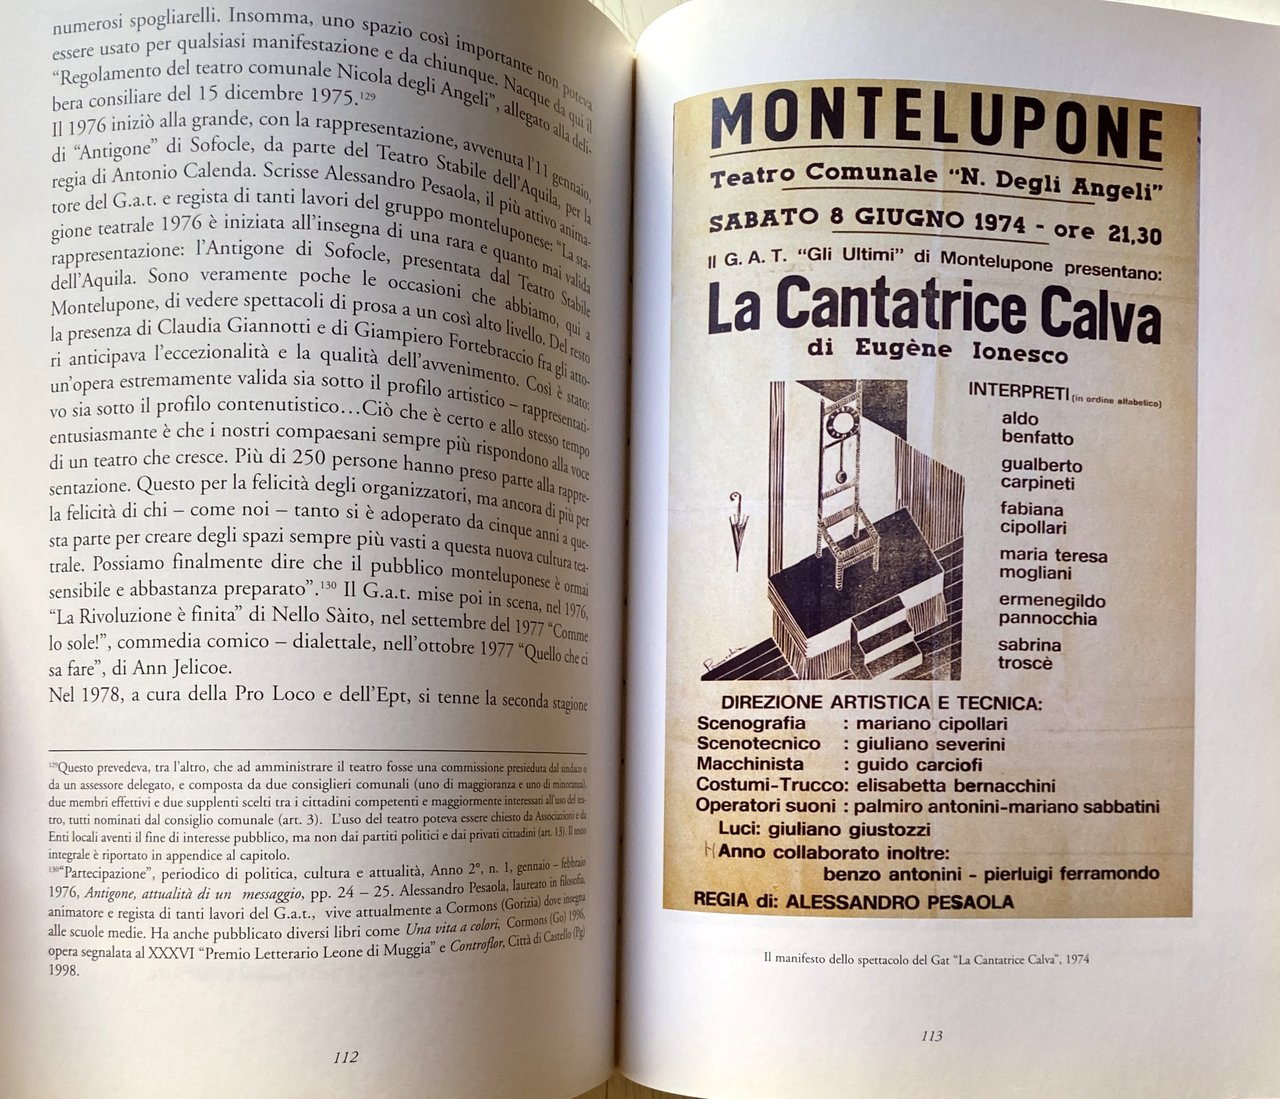 numerosi spogliarelli. Insomma, uno spazio così importante non poteva
essere usato per qualsiasi manifestazione e da chiunque. Nacque da qui il
“Regolamento del teatro comunale Nicola degli Angeli”, allegato alla deli-
bera consiliare del 15 dicembre 1975.¹²⁹
Il 1976 iniziò alla grande, con la rappresentazione, avvenuta l’11 gennaio,
di “Antigone” di Sofocle, da parte del Teatro Stabile dell’Aquila, per la
regia di Antonio Calenda. Scrisse Alessandro Pesaola, il più attivo anima-
tore del G.a.t. e regista di tanti lavori del gruppo monteluponese: “La sta-
gione teatrale 1976 è iniziata all’insegna di una rara e quanto mai valida
rappresentazione: l’Antigone di Sofocle, presentata dal Teatro Stabile
dell’Aquila. Sono veramente poche le occasioni che abbiamo, qui a
Montelupone, di vedere spettacoli di prosa a un così alto livello. Del resto
la presenza di Claudia Giannotti e di Giampiero Fortebraccio fra gli atto-
ri anticipava l’eccezionalità e la qualità dell’avvenimento. Così è stato:
un’opera estremamente valida sia sotto il profilo artistico – rappresentati-
vo sia sotto il profilo contenutistico…Ciò che è certo e allo stesso tempo
entusiasmante è che i nostri compaesani sempre più rispondono alla voce
di un teatro che cresce. Più di 250 persone hanno preso parte alla rappre-
sentazione. Questo per la felicità degli organizzatori, ma ancora di più per
la felicità di chi – come noi – tanto si è adoperato da cinque anni a que-
sta parte per creare degli spazi sempre più vasti a questa nuova cultura tea-
trale. Possiamo finalmente dire che il pubblico monteluponese è ormai
sensibile e abbastanza preparato”.¹³⁰ Il G.a.t. mise poi in scena, nel 1976,
“La Rivoluzione è finita” di Nello Sàito, nel settembre del 1977 “Comme
lo sole!”, commedia comico – dialettale, nell’ottobre 1977 “Quello che ci
sa fare”, di Ann Jelicoe.
Nel 1978, a cura della Pro Loco e dell’Ept, si tenne la seconda stagione
¹²⁹Questo prevedeva, tra l’altro, che ad amministrare il teatro fosse una commissione presieduta dal sindaco o
da un assessore delegato, e composta da due consiglieri comunali (uno di maggioranza e uno di minoranza),
due membri effettivi e due supplenti scelti tra i cittadini competenti e maggiormente interessati all’uso del tea-
tro, tutti nominati dal consiglio comunale (art. 3). L’uso del teatro poteva essere chiesto da Associazioni e da
Enti locali aventi il fine di interesse pubblico, ma non dai partiti politici e dai privati cittadini (art. 13). Il testo
integrale è riportato in appendice al capitolo.
¹³⁰“Partecipazione”, periodico di politica, cultura e attualità, Anno 2°, n. 1, gennaio – febbraio
1976, Antigone, attualità di un messaggio, pp. 24 – 25. Alessandro Pesaola, laureato in filosofia,
animatore e regista di tanti lavori del G.a.t., vive attualmente a Cormons (Gorizia) dove insegna
alle scuole medie. Ha anche pubblicato diversi libri come Una vita a colori, Cormons (Go) 1996,
opera segnalata al XXXVI “Premio Letterario Leone di Muggia” e Controflor, Città di Castello (Pg)
1998.
112
MONTELUPONE
Teatro Comunale “N. Degli Angeli”
SABATO 8 GIUGNO 1974 - ore 21,30
Il G. A. T. “Gli Ultimi” di Montelupone presentano:
La Cantatrice Calva
di Eugène Ionesco
INTERPRETI (in ordine alfabetico)
aldo
benfatto
gualberto
carpineti
fabiana
cipollari
maria teresa
mogliani
ermenegildo
pannocchia
sabrina
troscè
DIREZIONE ARTISTICA E TECNICA:
Scenografia : mariano cipollari
Scenotecnico : giuliano severini
Macchinista : guido carciofi
Costumi-Trucco: elisabetta bernacchini
Operatori suoni : palmiro antonini-mariano sabbatini
Luci: giuliano giustozzi
HAnno collaborato inoltre:
benzo antonini - pierluigi ferramondo
REGIA di: ALESSANDRO PESAOLA
Il manifesto dello spettacolo del Gat “La Cantatrice Calva”, 1974
113